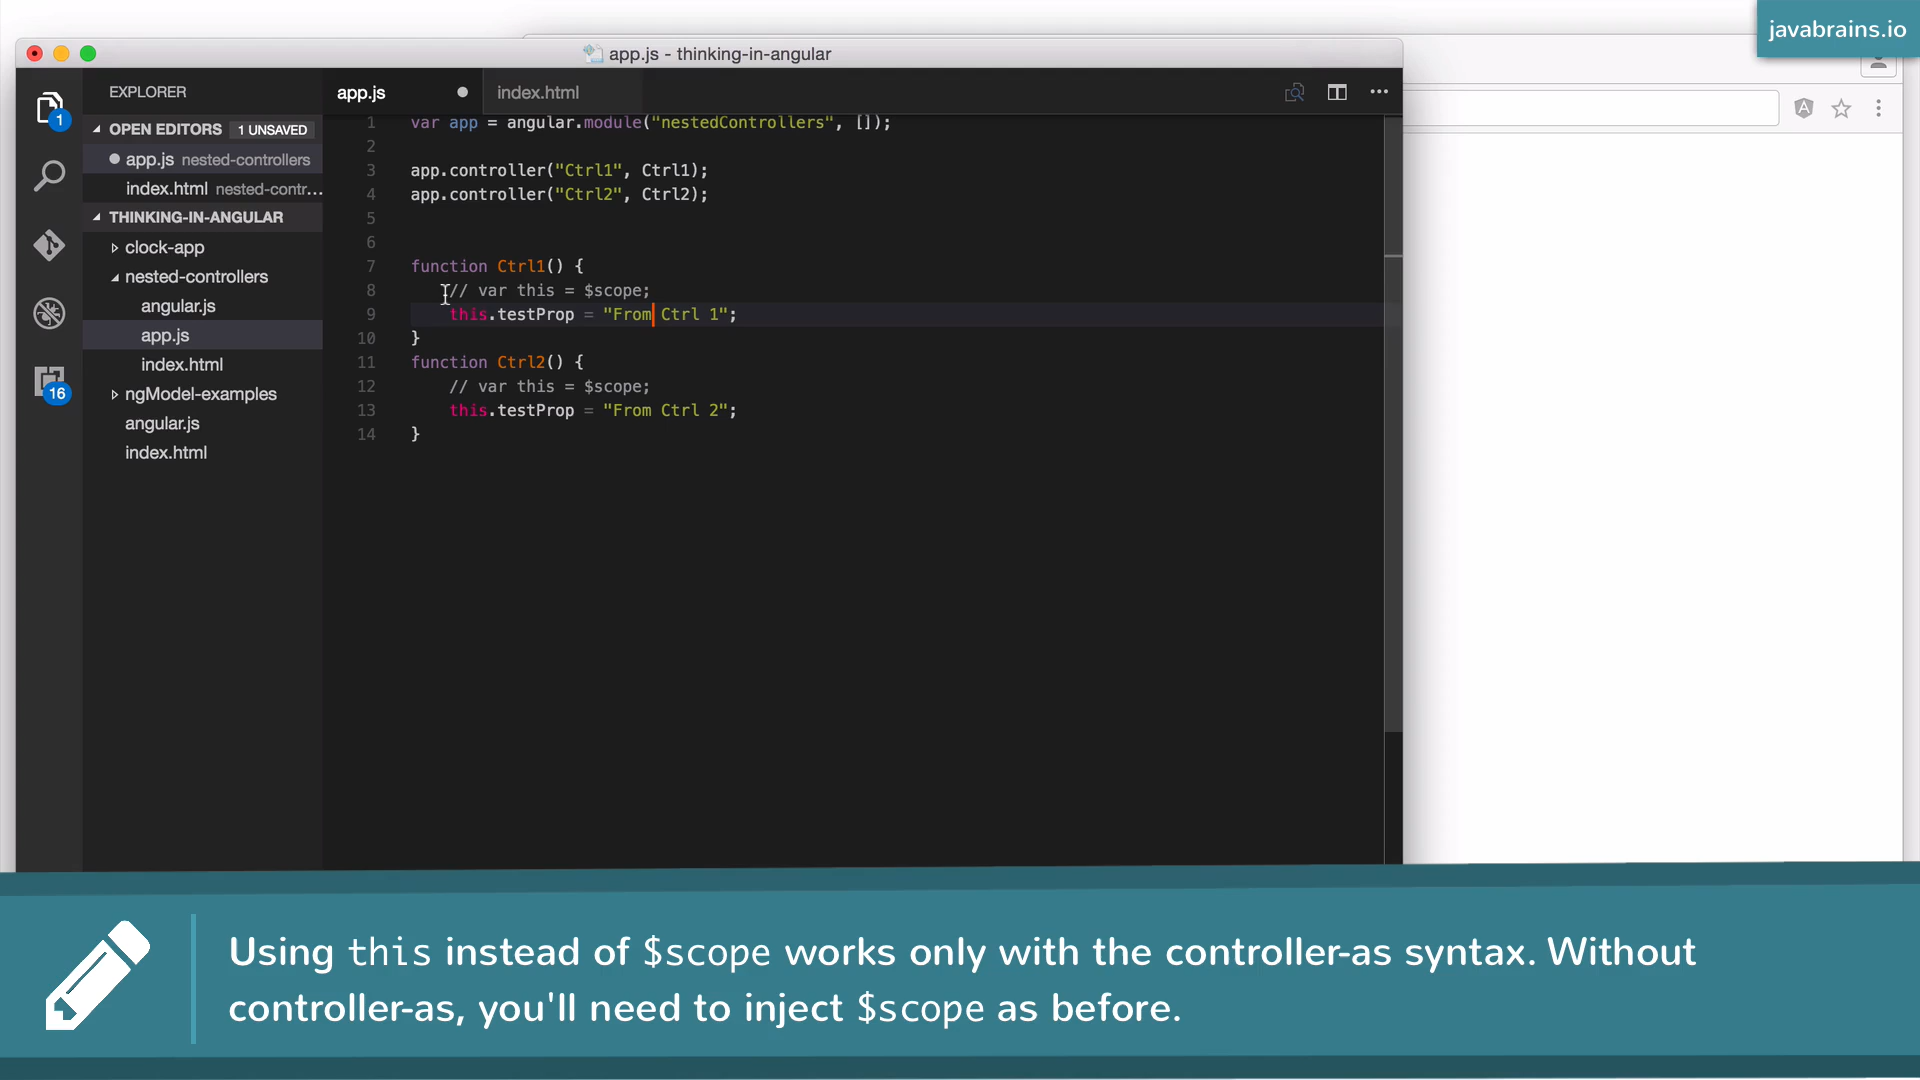 javabrains.io
app.js - thinking-in-angular
EXPLORER
OPEN EDITORS 1 UNSAVED
app.js nested-controllers
index.html nested-contr...
THINKING-IN-ANGULAR
clock-app
nested-controllers
angular.js
app.js
index.html
ngModel-examples
angular.js
index.html
1
16
app.js
index.html
1 var app = angular.module("nestedControllers", []);
2
3 app.controller("Ctrl1", Ctrl1);
4 app.controller("Ctrl2", Ctrl2);
5
6
7 function Ctrl1() {
8 // var this = $scope;
9 this.testProp = "From Ctrl 1";
10 }
11 function Ctrl2() {
12 // var this = $scope;
13 this.testProp = "From Ctrl 2";
14 }
Using this instead of $scope works only with the controller-as syntax. Without
controller-as, you'll need to inject $scope as before.